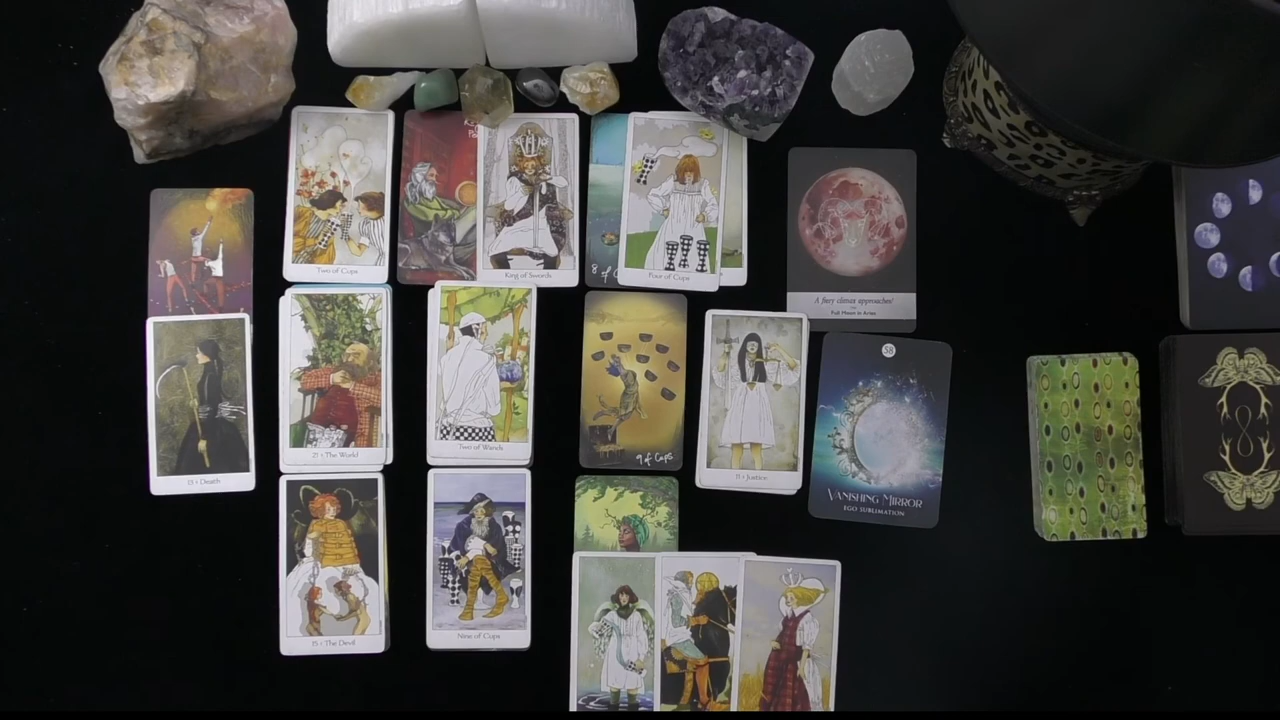 Two of Cups
King of Swords
8 of C
Four of Cups
A fiery climax approaches!
Full Moon in Aries
58
13 • Death
21 • The World
Two of Wands
9 of Cups
11 • Justice
VANISHING MIRROR
EGO SUBLIMATION
15 • The Devil
Nine of Cups